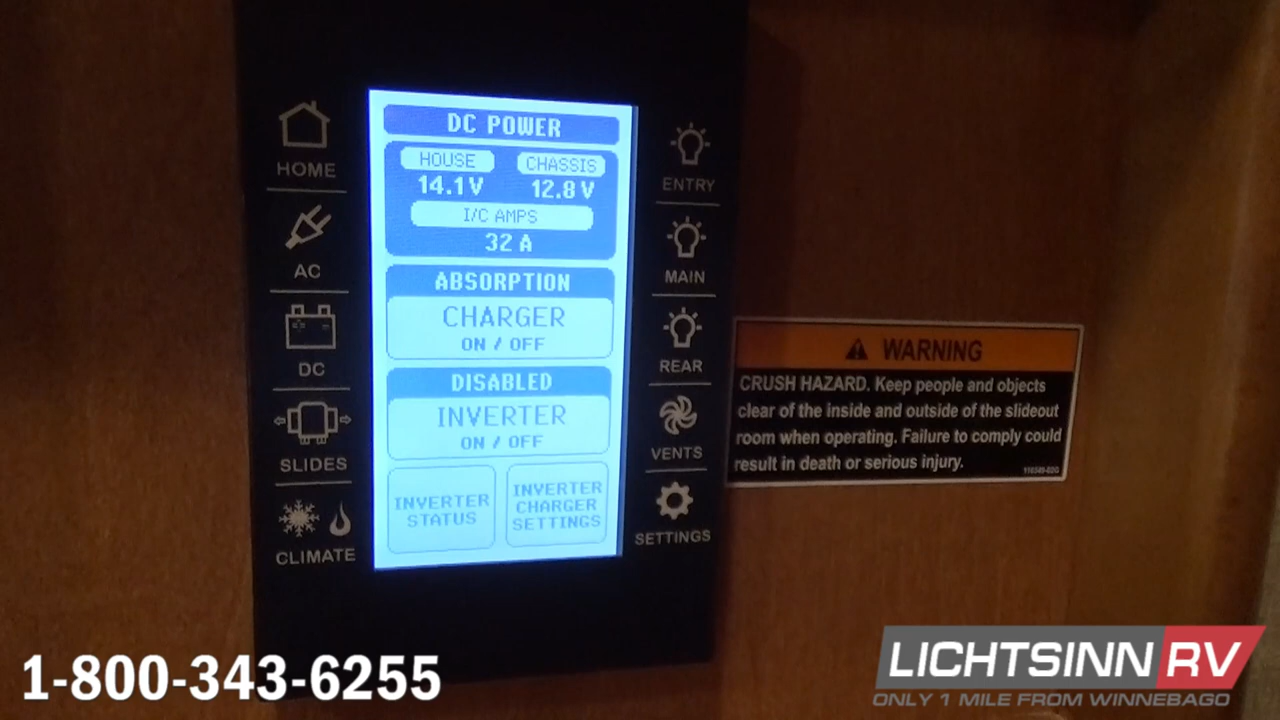 HOME
AC
DC
SLIDES
CLIMATE
DC POWER
HOUSE CHASSIS
14.1V 12.8V
I/C AMPS
32 A
ABSORPTION
CHARGER
ON / OFF
DISABLED
INVERTER
ON / OFF
INVERTER
STATUS
INVERTER
CHARGER
SETTINGS
ENTRY
MAIN
REAR
VENTS
SETTINGS
WARNING
CRUSH HAZARD. Keep people and objects
clear of the inside and outside of the slideout
room when operating. Failure to comply could
result in death or serious injury.
1-800-343-6255
LICHTSINN RV
ONLY 1 MILE FROM WINNEBAGO